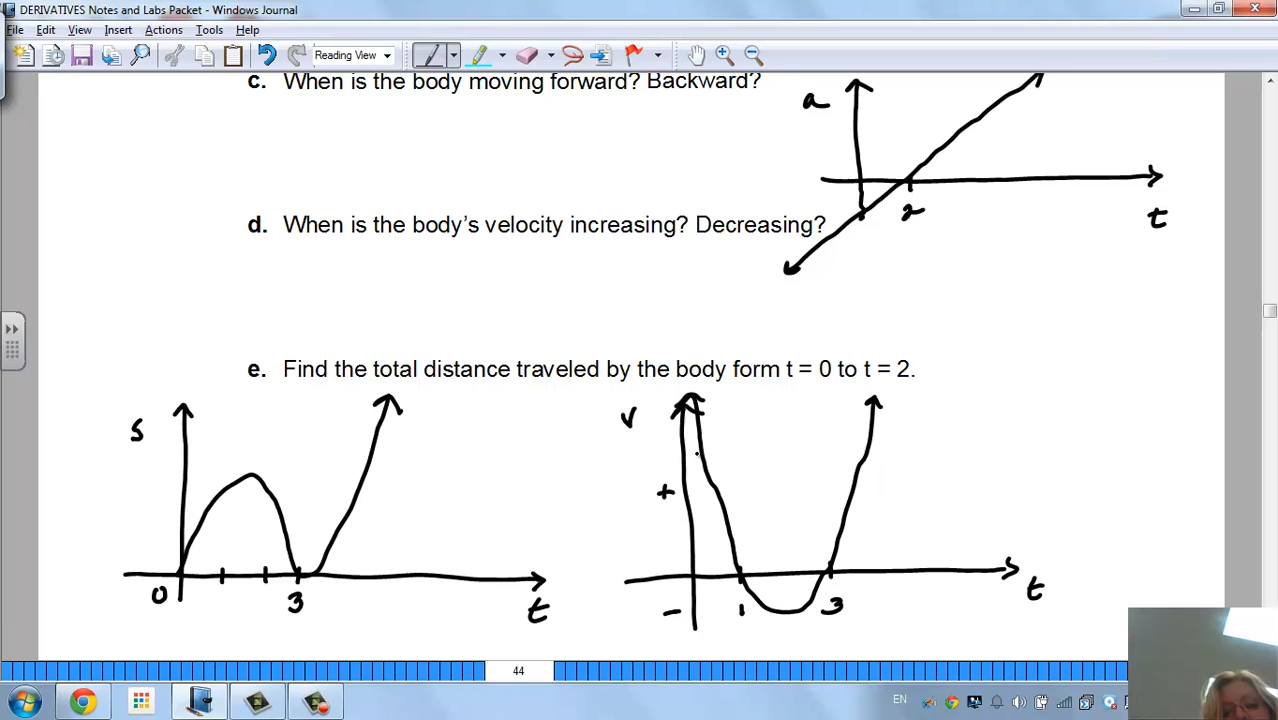 DERIVATIVES Notes and Labs Packet - Windows Journal
File Edit View Insert Actions Tools Help
Reading View
c. When is the body moving forward? Backward?
a
2
t
d. When is the body's velocity increasing? Decreasing?
e. Find the total distance traveled by the body form t = 0 to t = 2.
s
0
3
t
v
+
-
1
3
t
44
EN